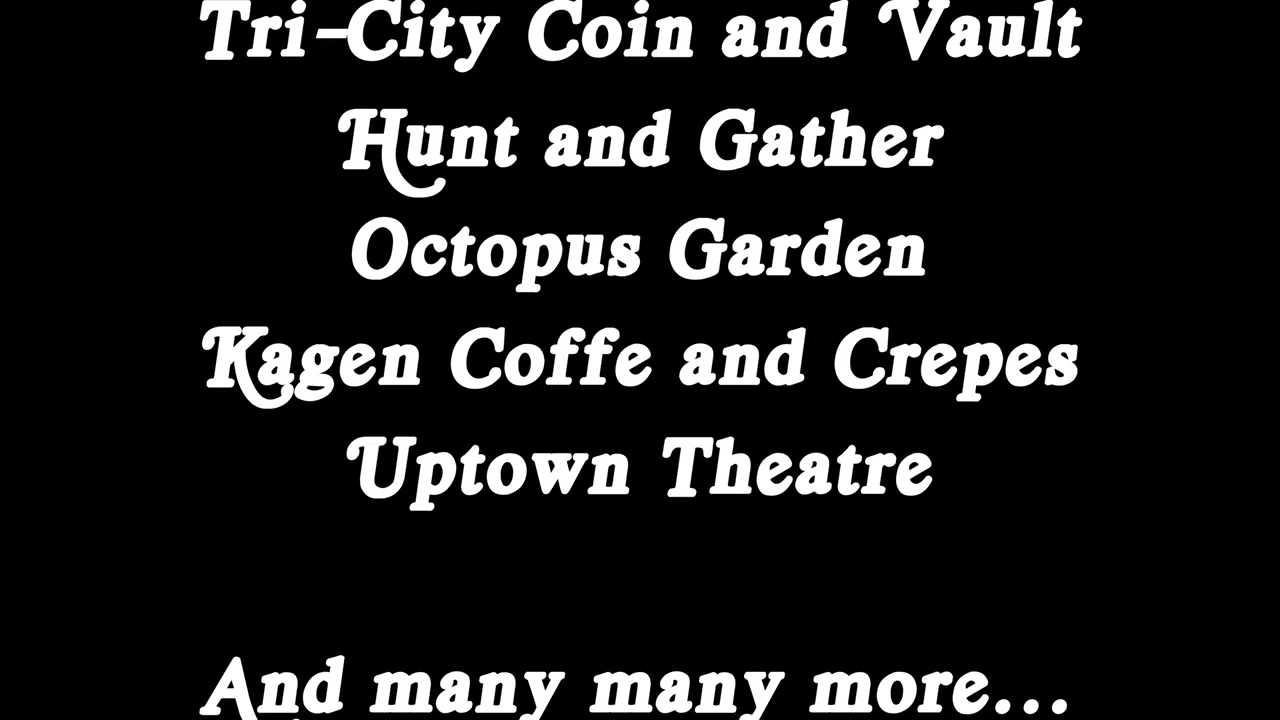 Tri-City Coin and Vault
Hunt and Gather
Octopus Garden
Kagen Coffe and Crepes
Uptown Theatre
And many many more...